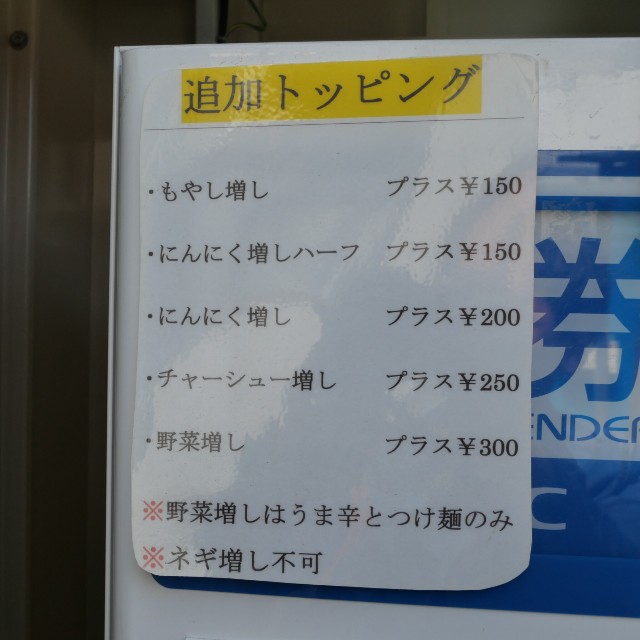 追加トッピング
・もやし増し プラス¥150
・にんにく増しハーフ プラス¥150
・にんにく増し プラス¥200
・チャーシュー増し プラス¥250
・野菜増し プラス¥300
※野菜増しはうま辛とつけ麺のみ
※ネギ増し不可
券
ENDER
C